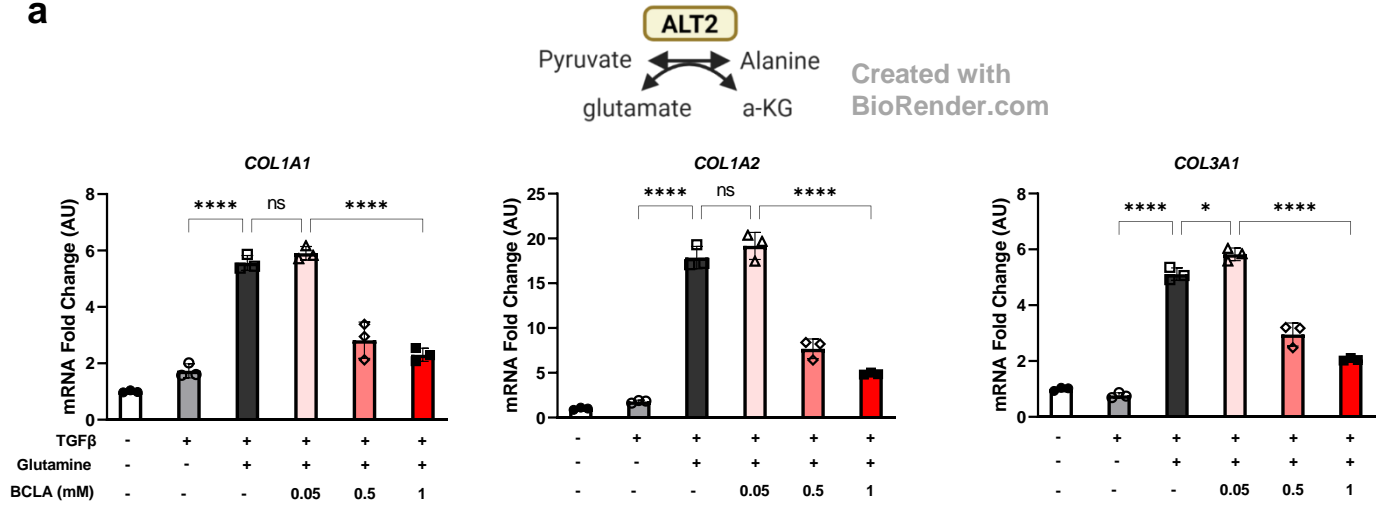 a
ALT2
Pyruvate Alanine
glutamate a-KG
Created with
BioRender.com
COL1A1
mRNA Fold Change (AU)
8
6
4
2
0
**** ns ****
TGFβ - + + + + +
Glutamine - - + + + +
BCLA (mM) - - - 0.05 0.5 1
COL1A2
mRNA Fold Change (AU)
25
20
15
10
5
0
**** ns ****
- + + + + +
- - + + + +
- - - 0.05 0.5 1
COL3A1
mRNA Fold Change (AU)
8
6
4
2
0
**** * ****
- + + + + +
- - + + + +
- - - 0.05 0.5 1